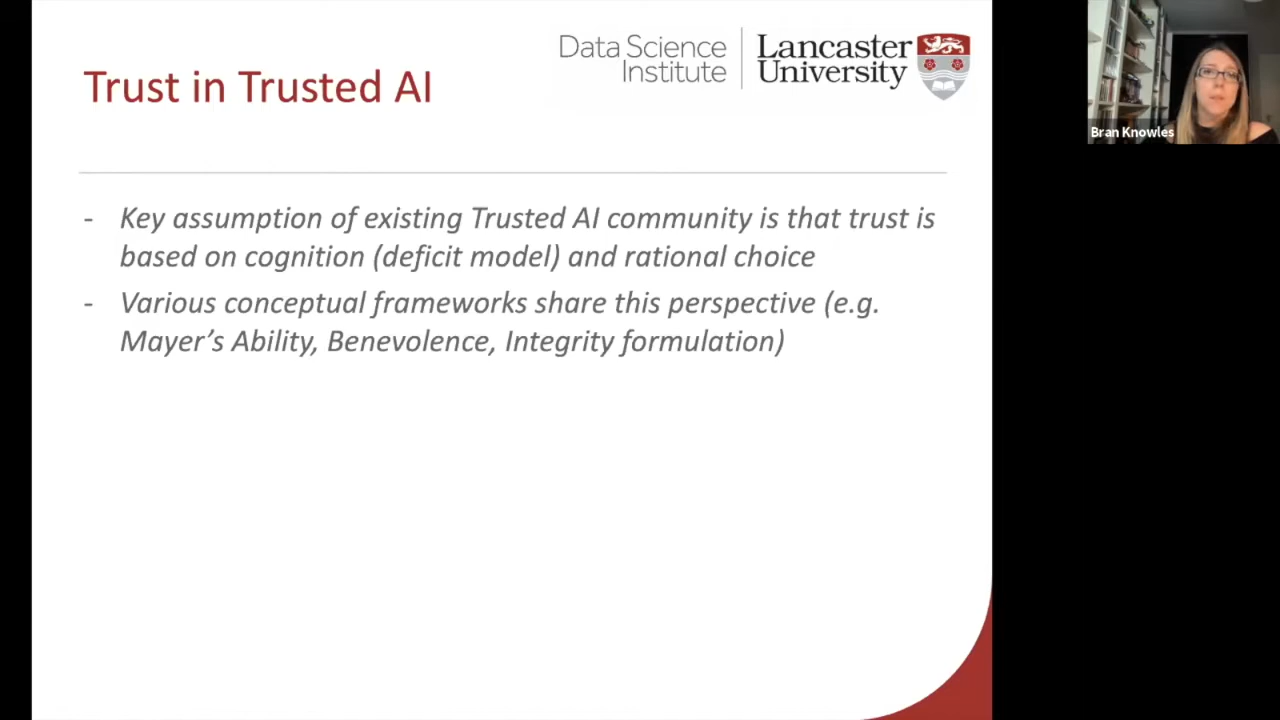 Data Science
Institute
Lancaster
University
Trust in Trusted AI
Bran Knowles
- Key assumption of existing Trusted AI community is that trust is
based on cognition (deficit model) and rational choice
- Various conceptual frameworks share this perspective (e.g.
Mayer’s Ability, Benevolence, Integrity formulation)